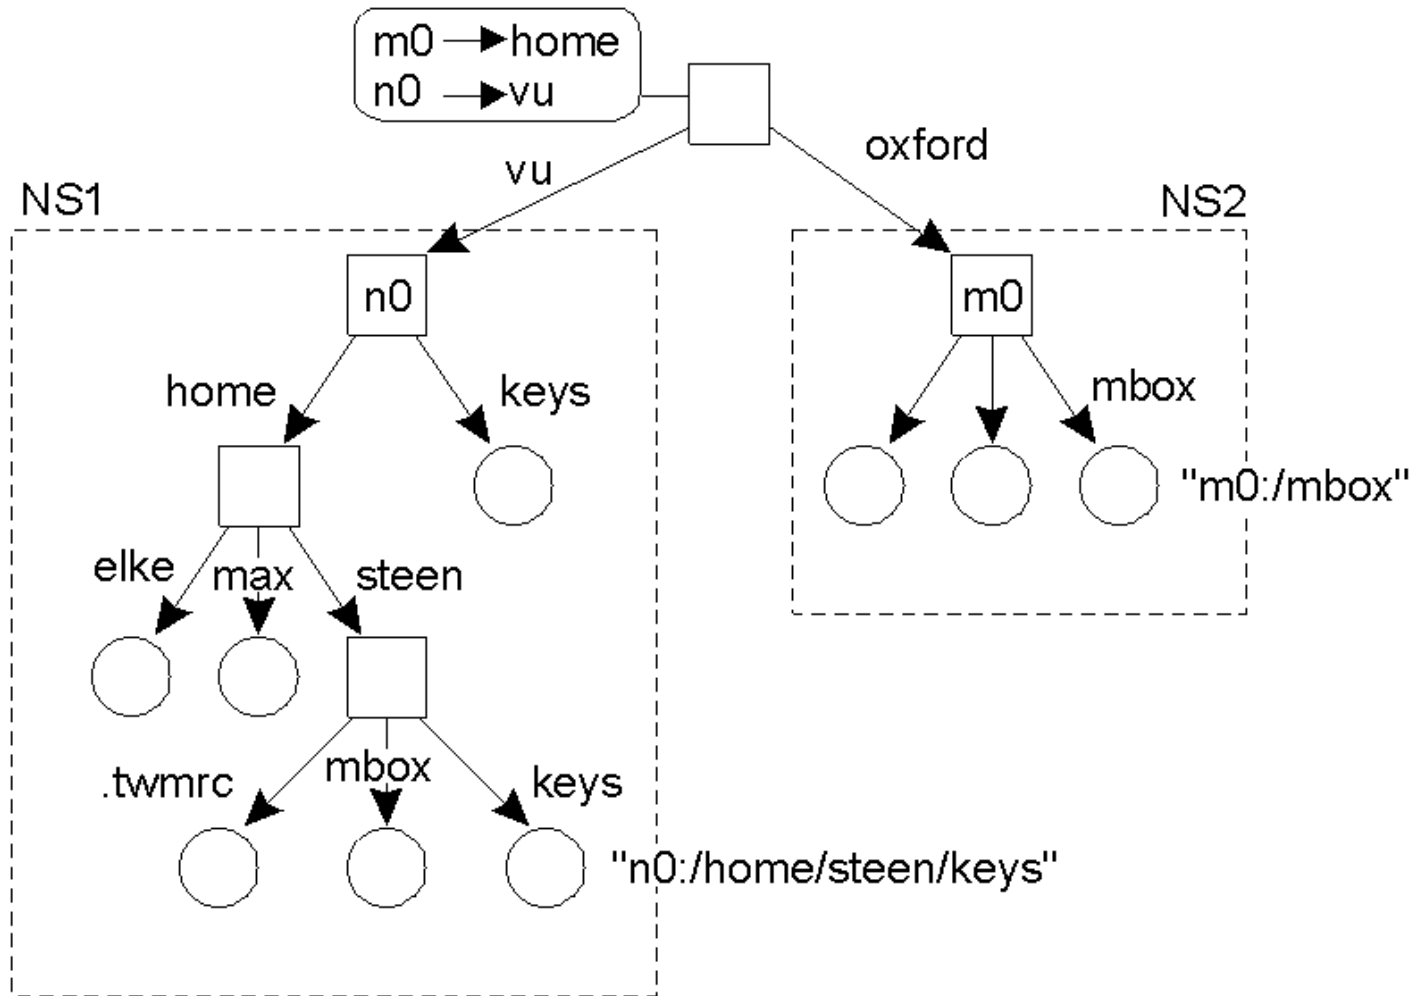 m0 → home
n0 → vu
vu
oxford
NS1
NS2
n0
m0
home
keys
mbox
"m0:/mbox"
elke
max
steen
.twmrc
mbox
keys
"n0:/home/steen/keys"